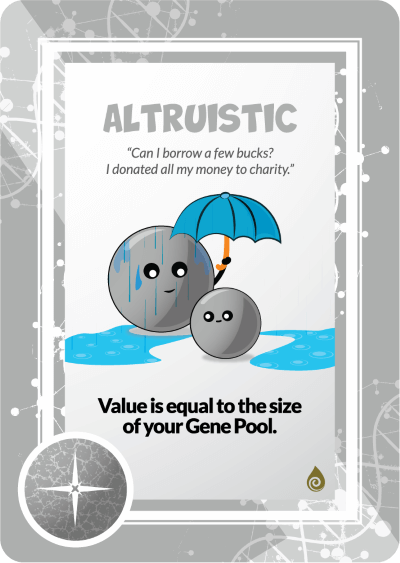 ALTRUISTIC
“Can I borrow a few bucks?
I donated all my money to charity.”
Value is equal to the size
of your Gene Pool.